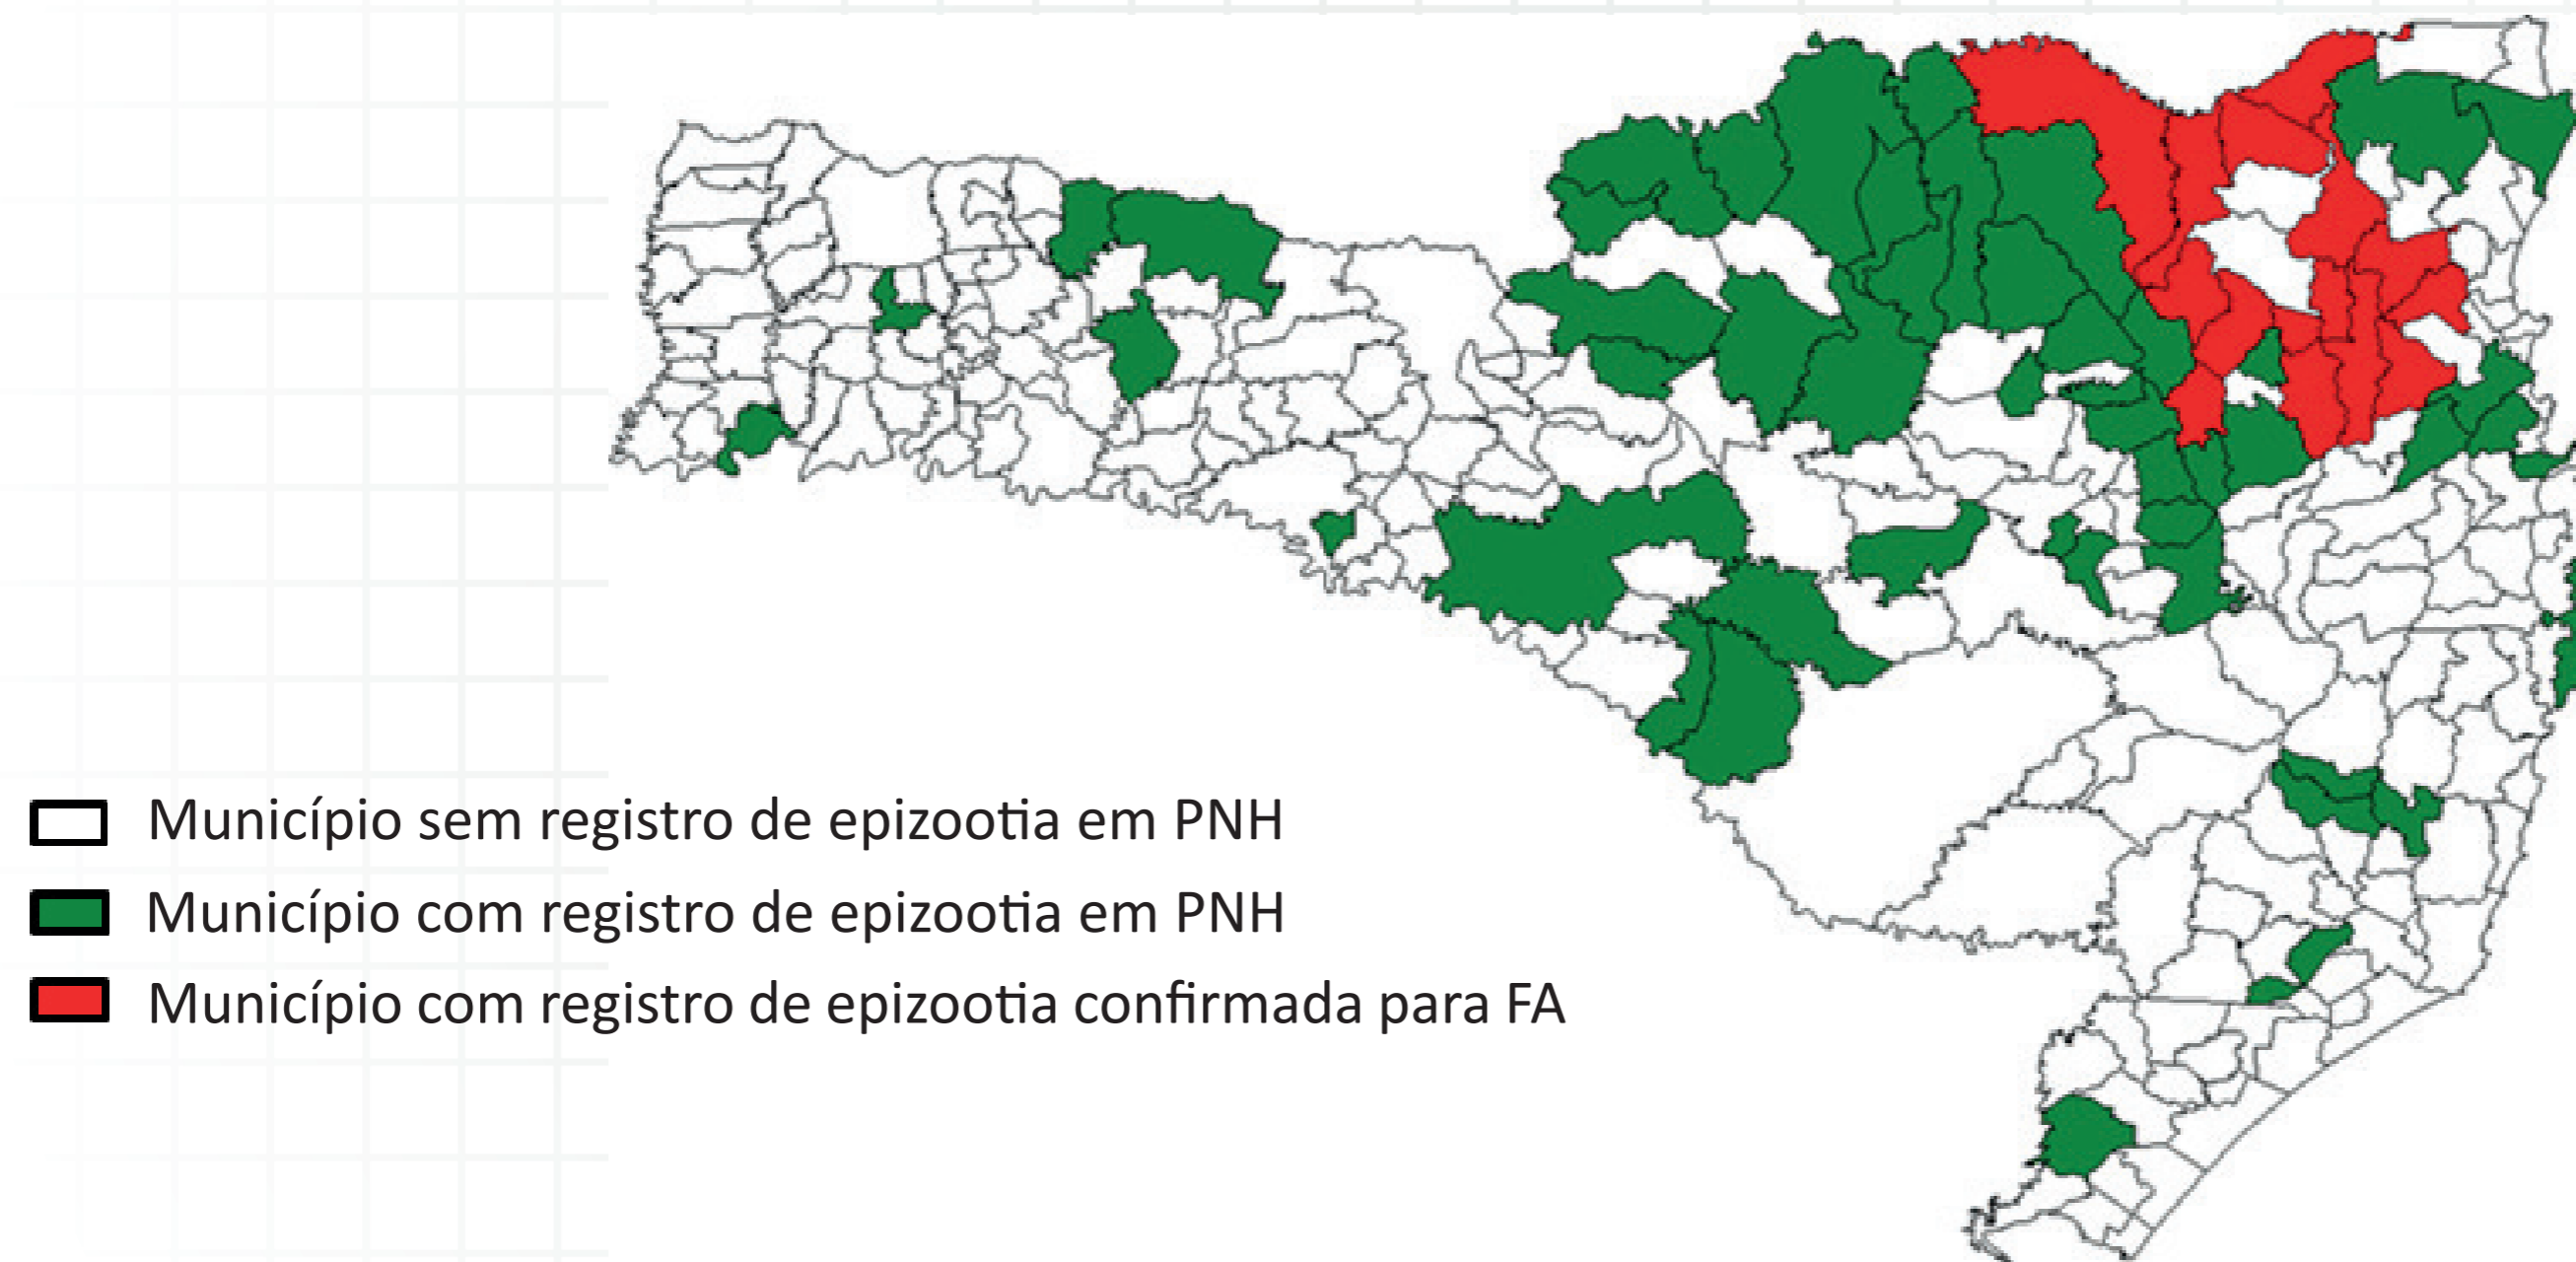 Município sem registro de epizootia em PNH
Município com registro de epizootia em PNH
Município com registro de epizootia confirmada para FA